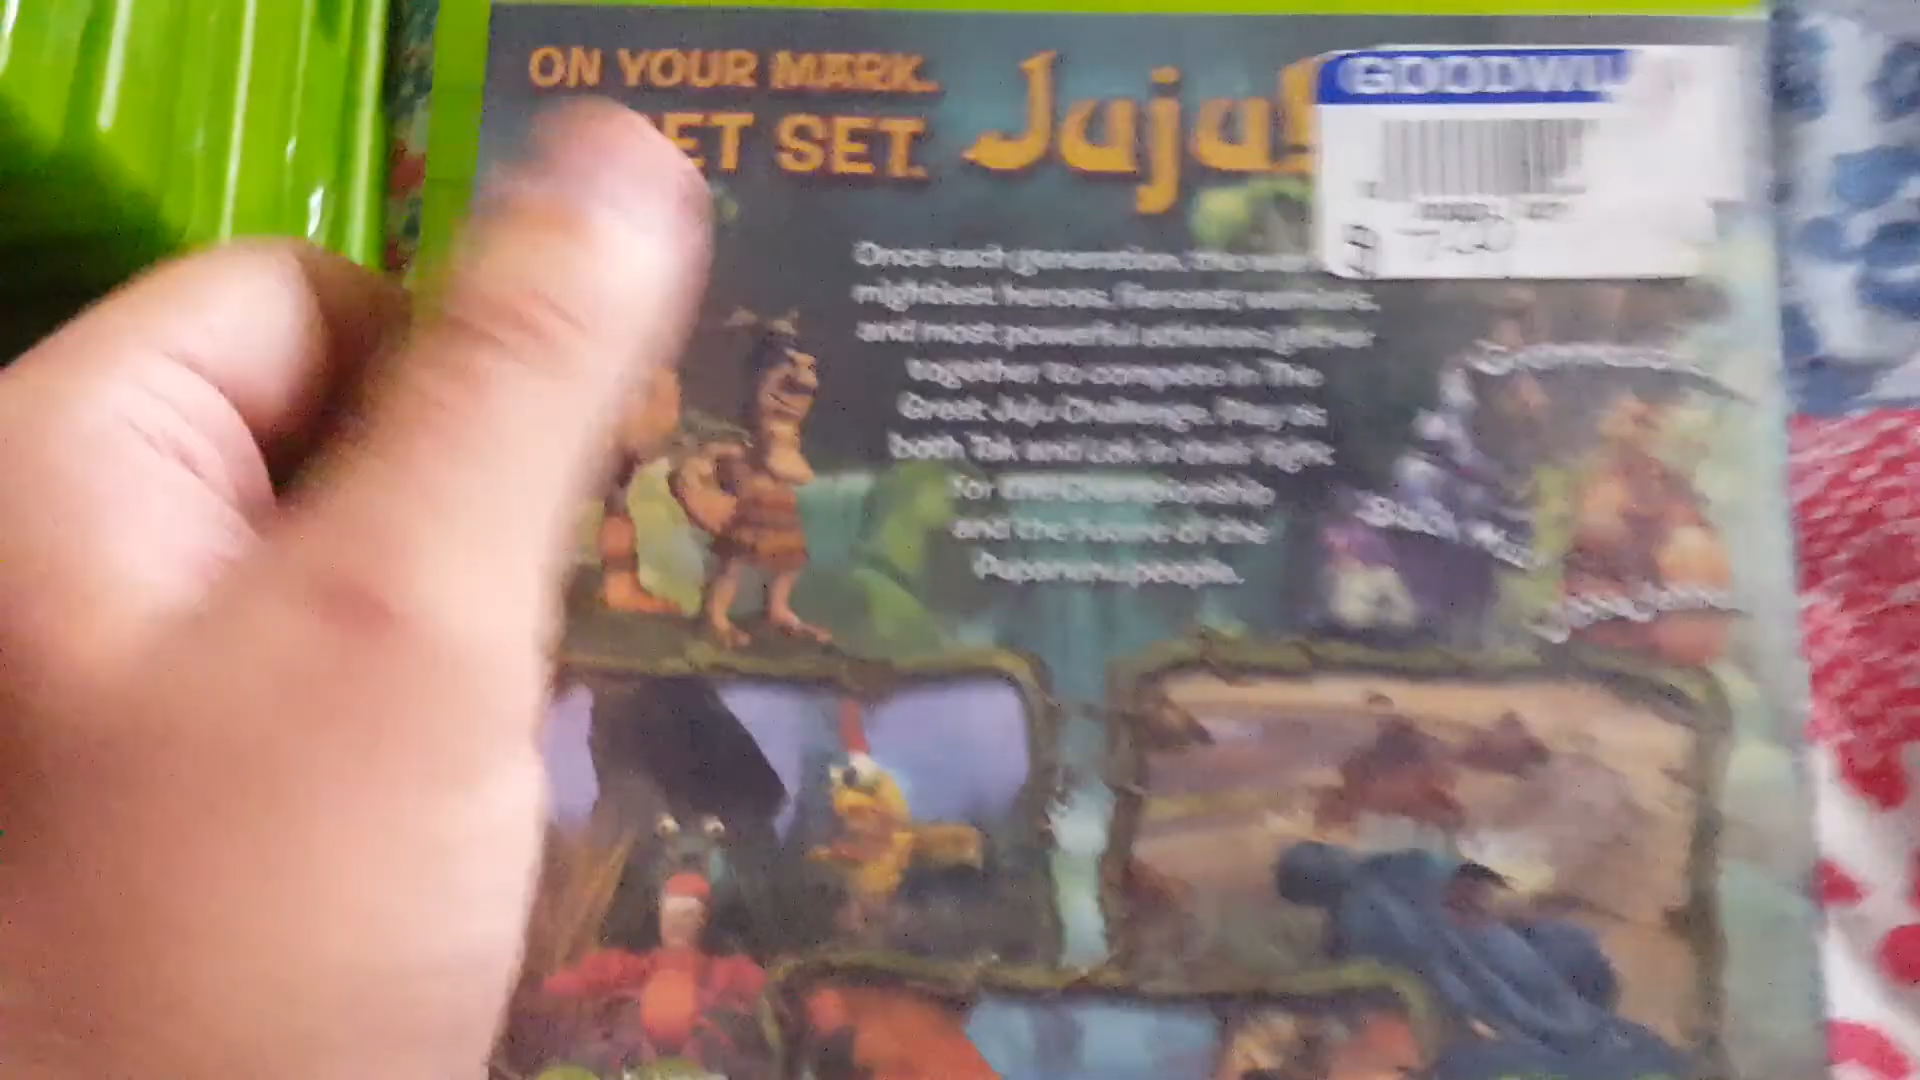 ON YOUR MARK.
GET SET. Juju!
GOODWILL
Once each generation, the
mightiest heroes, fiercest warriors,
and most powerful athletes gather
together to compete in The
Great Juju Challenge. Play as
both Tak and Lok in their fight
for the Championship
and the future of the
Pupanunu people.